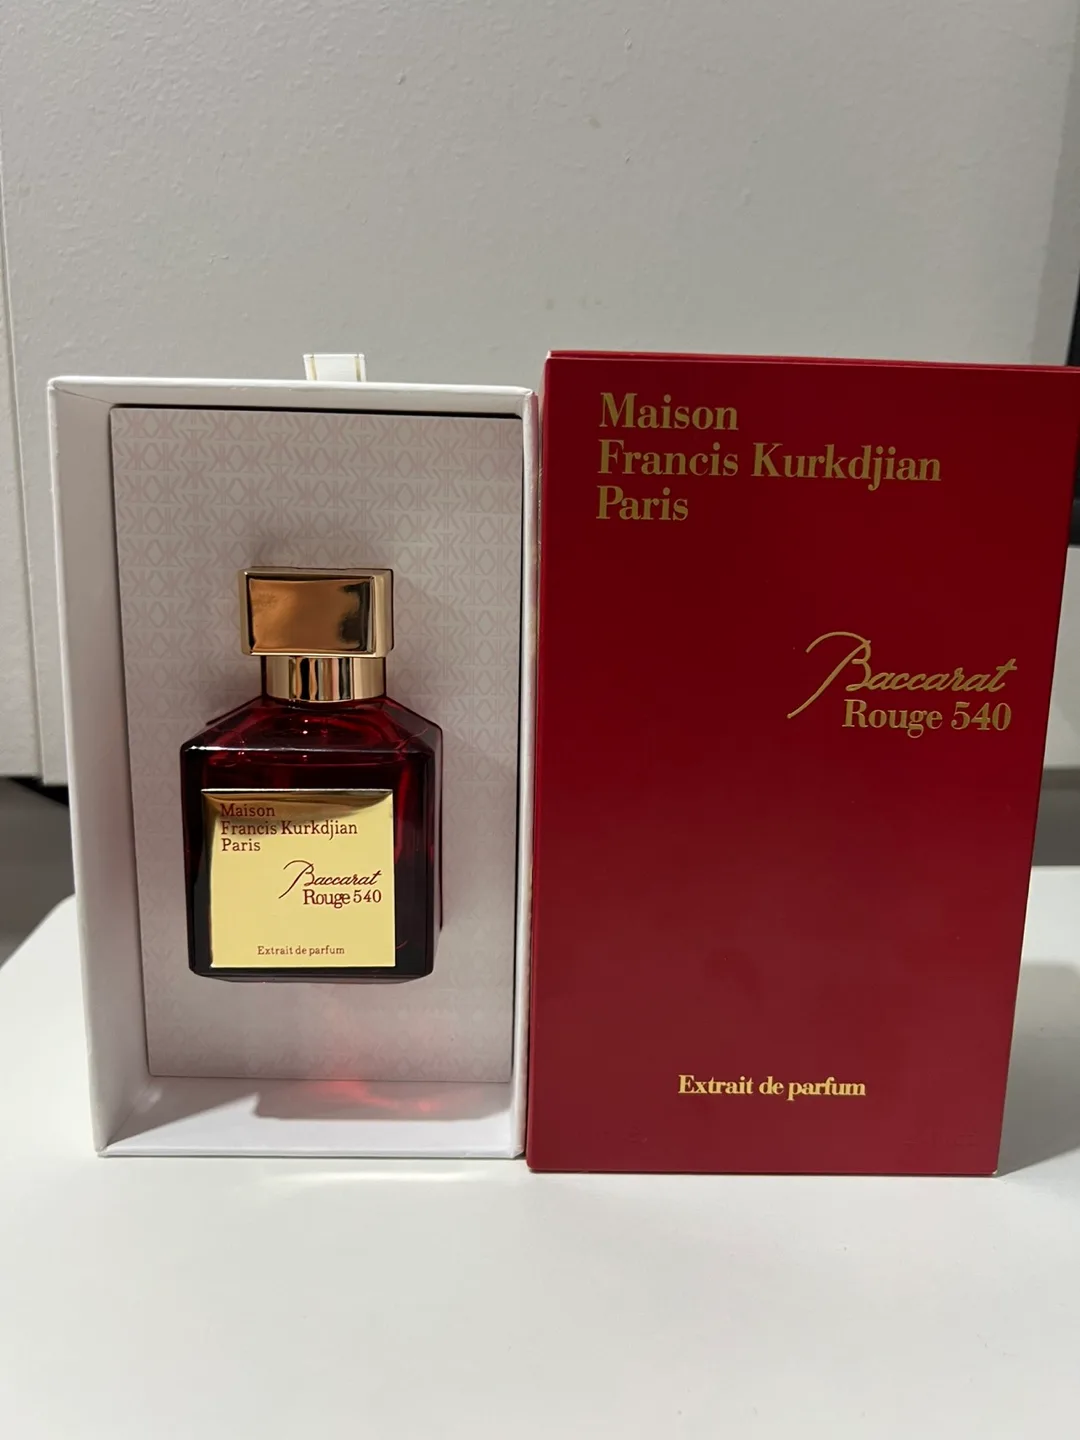 Maison
Francis Kurkdjian
Paris
Baccarat
Rouge 540
Extrait de parfum
Maison
Francis Kurkdjian
Paris
Baccarat
Rouge 540
Extrait de parfum